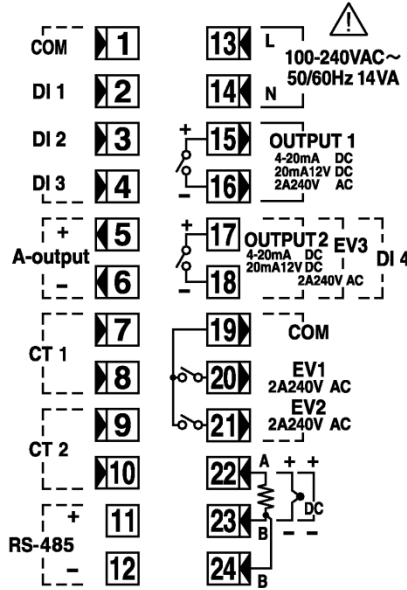 COM 1
DI 1 2
DI 2 3
DI 3 4
+ 5
A-output
− 6
7
CT 1
8
9
CT 2
10
+ 11
RS-485
− 12
13 L
100-240VAC~
50/60Hz 14VA
14 N
+ 15 OUTPUT 1
4-20mA DC
20mA12V DC
− 16 2A240V AC
+ 17 OUTPUT2 EV3
4-20mA DC
20mA12V DC DI 4
− 18 2A240V AC
19 COM
20 EV1
2A240V AC
21 EV2
2A240V AC
22 A + +
DC
23 B − −
24 B